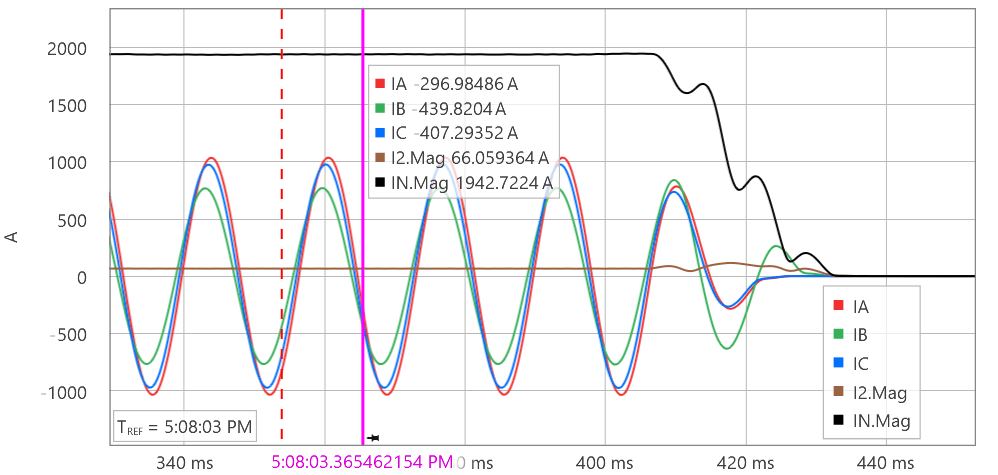 2000
1500
1000
500
0
-500
-1000
A
IA -296.98486 A
IB -439.8204 A
IC -407.29352 A
I2.Mag 66.059364 A
IN.Mag 1942.7224 A
IA
IB
IC
I2.Mag
IN.Mag
TREF = 5:08:03 PM
340 ms
5:08:03.365462154 PM
0 ms
400 ms
420 ms
440 ms